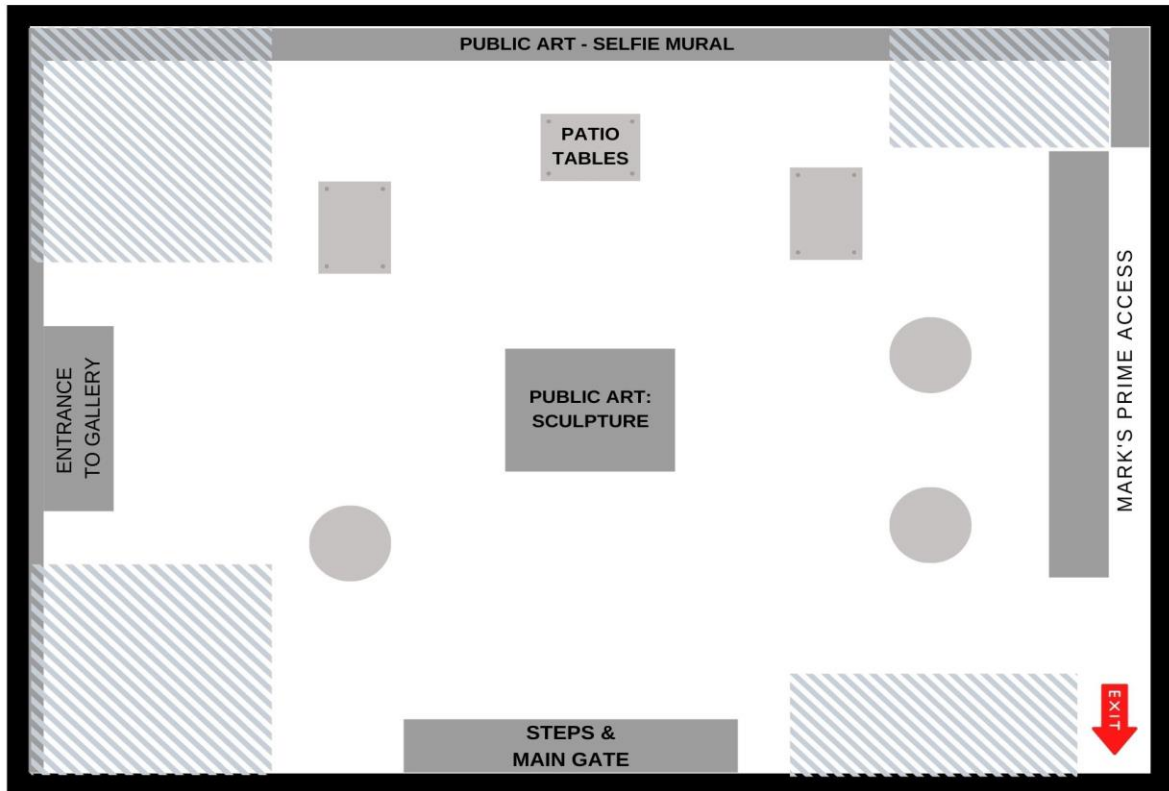 PUBLIC ART - SELFIE MURAL
PATIO
TABLES
MARK'S PRIME ACCESS
ENTRANCE
TO GALLERY
PUBLIC ART:
SCULPTURE
EXIT
STEPS &
MAIN GATE